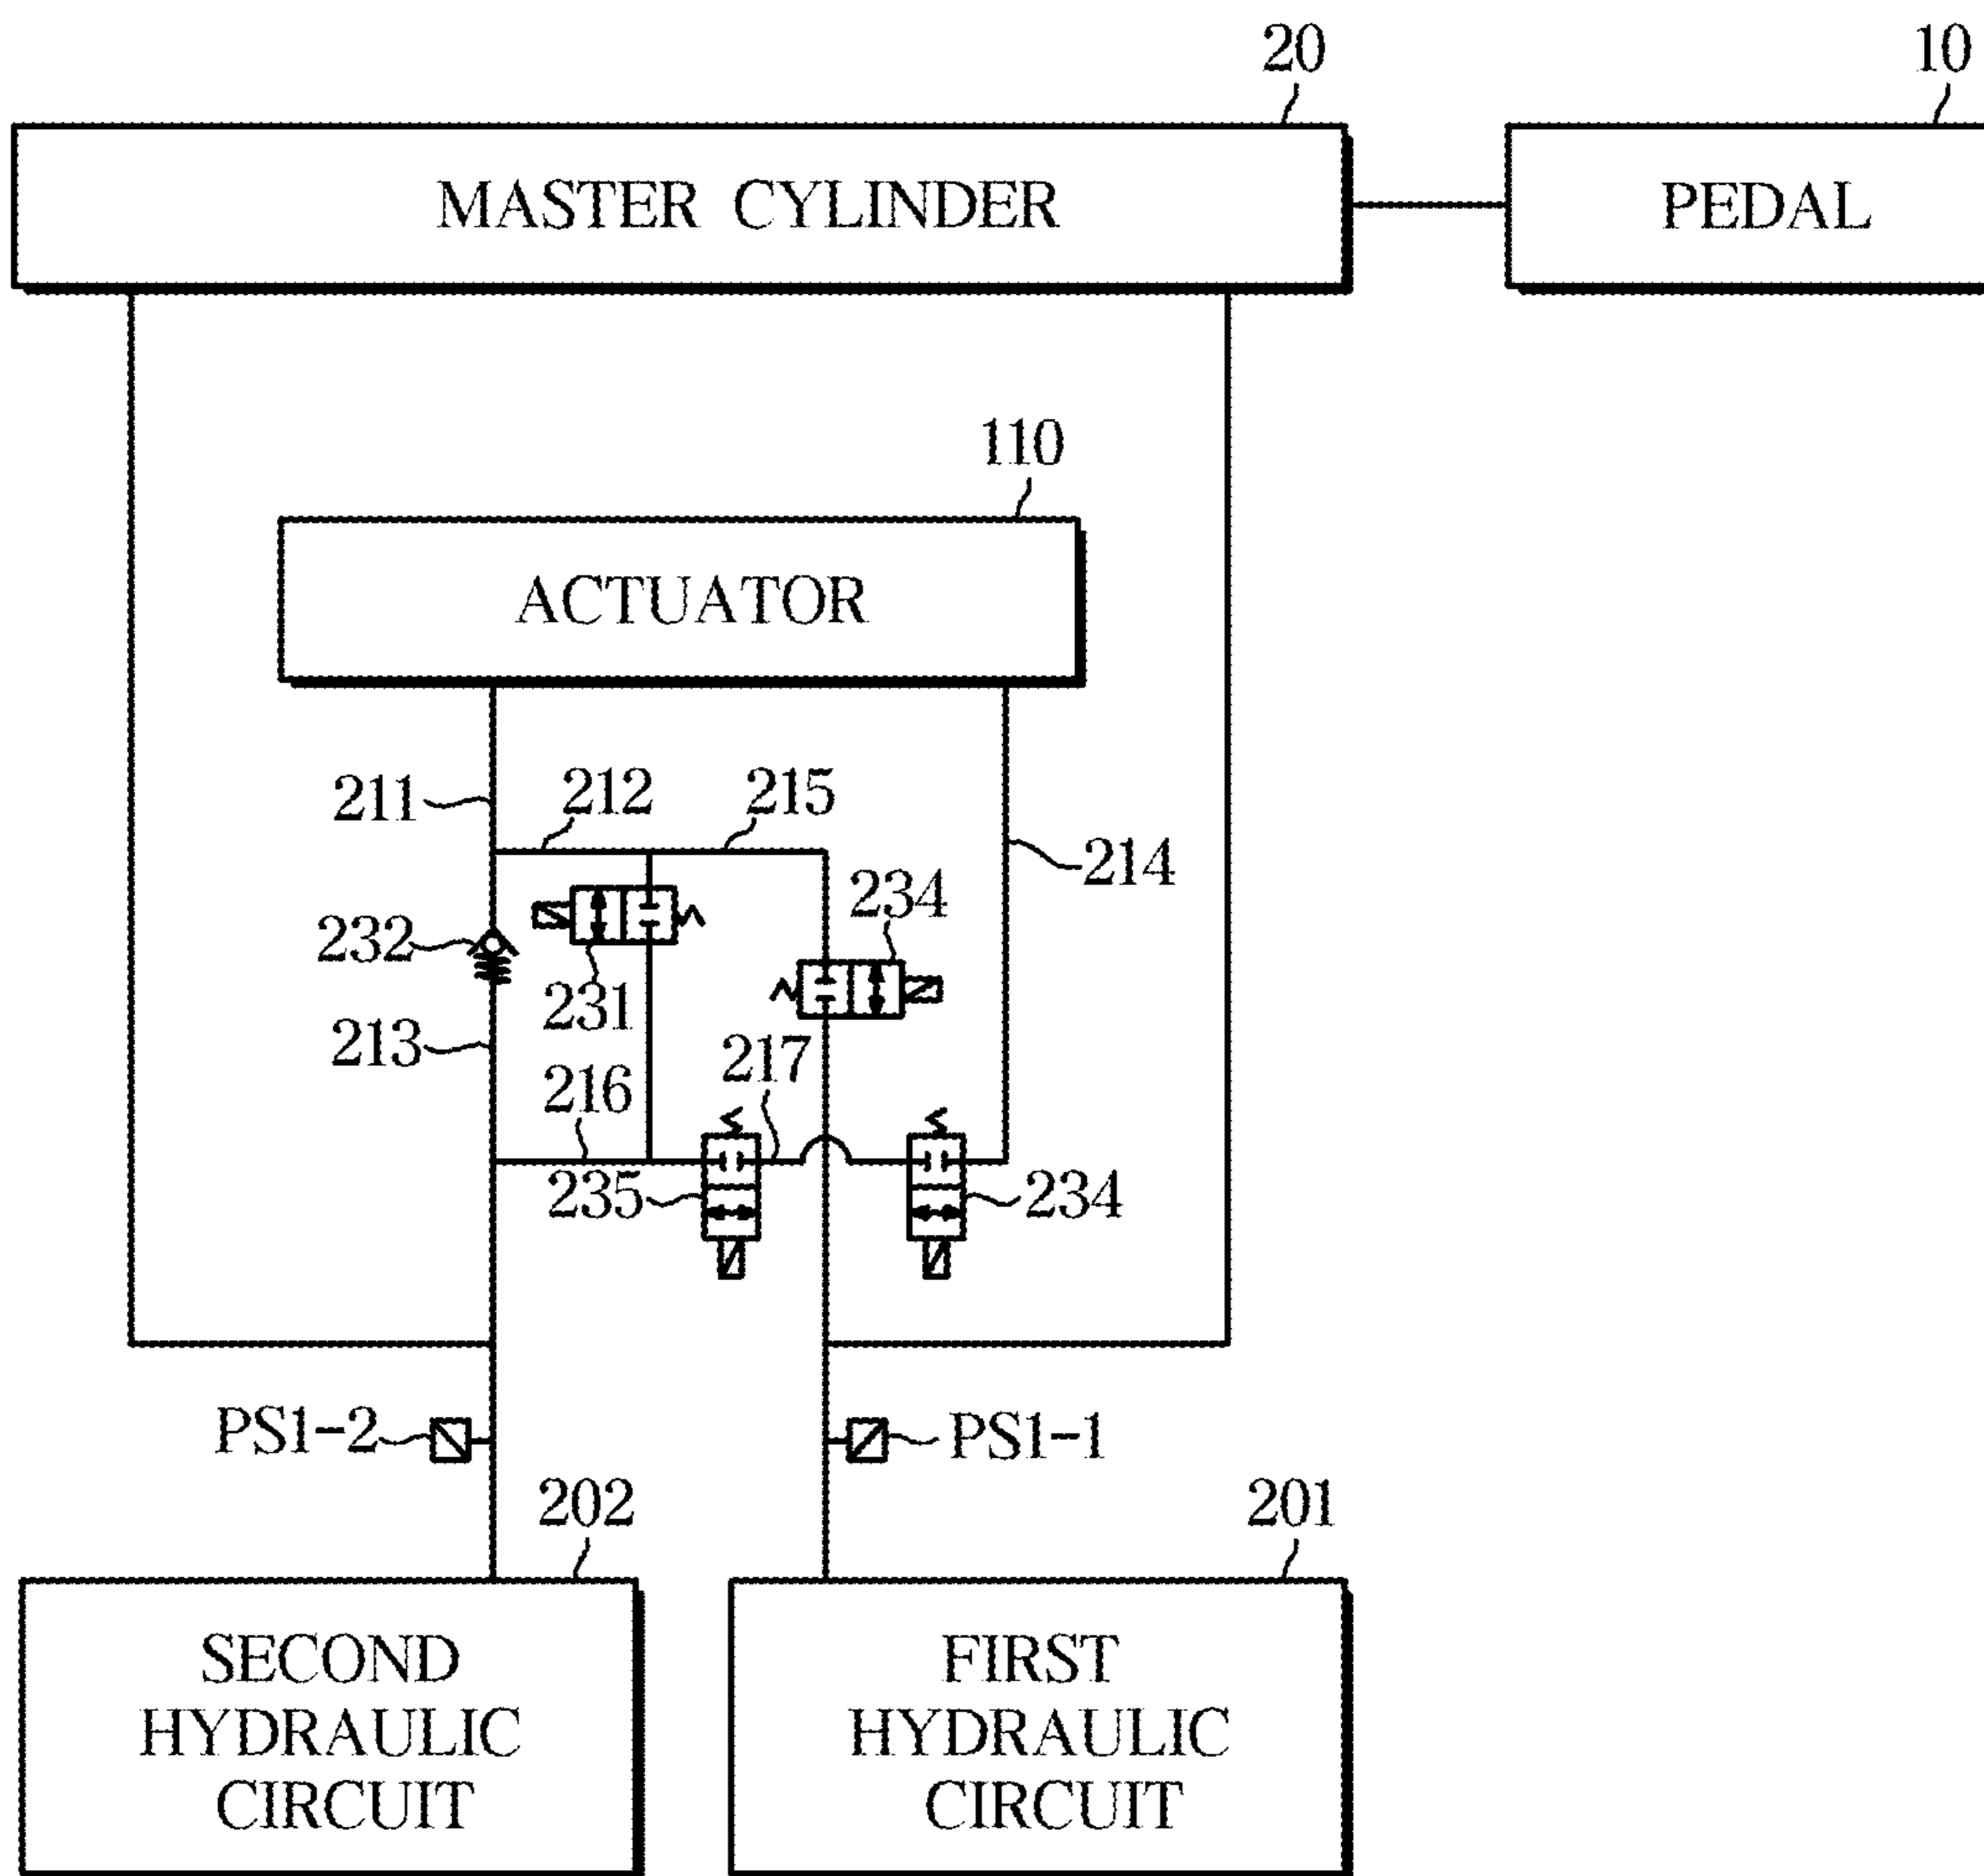 20
10
MASTER CYLINDER
PEDAL
110
ACTUATOR
211
212
215
214
234
232
231
213
217
216
235
234
PS1-2
PS1-1
202
201
SECOND
HYDRAULIC
CIRCUIT
FIRST
HYDRAULIC
CIRCUIT